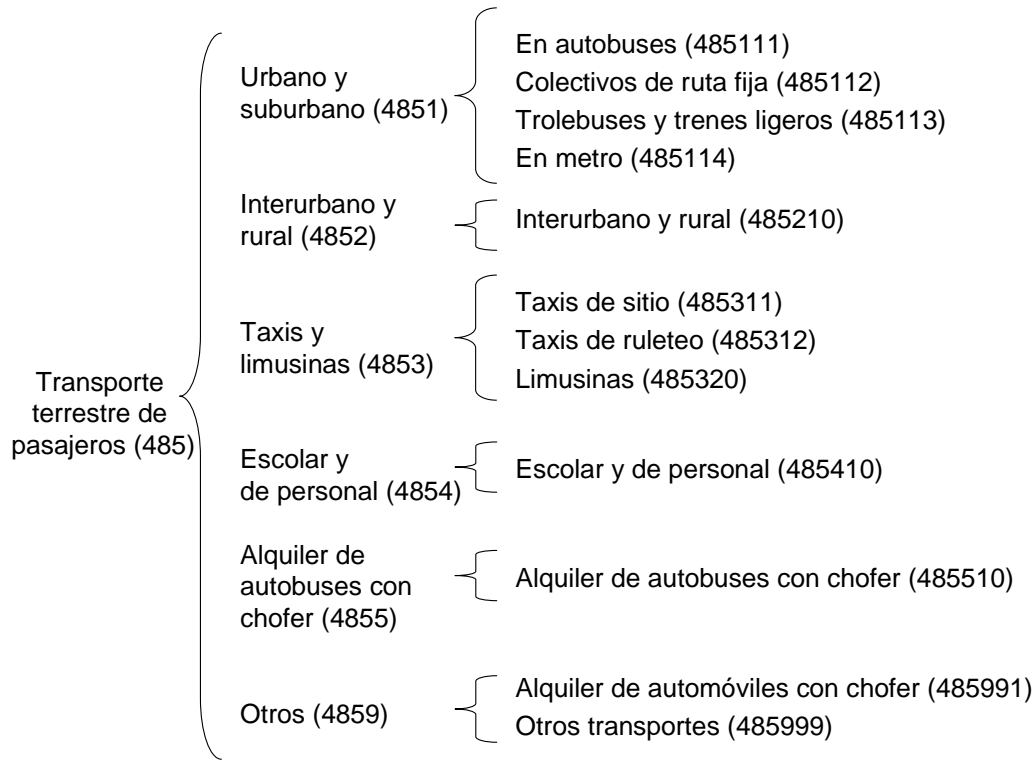 Transporte
terrestre de
pasajeros (485)
Urbano y
suburbano (4851)
En autobuses (485111)
Colectivos de ruta fija (485112)
Trolebuses y trenes ligeros (485113)
En metro (485114)
Interurbano y
rural (4852)
Interurbano y rural (485210)
Taxis y
limusinas (4853)
Taxis de sitio (485311)
Taxis de ruleteo (485312)
Limusinas (485320)
Escolar y
de personal (4854)
Escolar y de personal (485410)
Alquiler de
autobuses con
chofer (4855)
Alquiler de autobuses con chofer (485510)
Otros (4859)
Alquiler de automóviles con chofer (485991)
Otros transportes (485999)